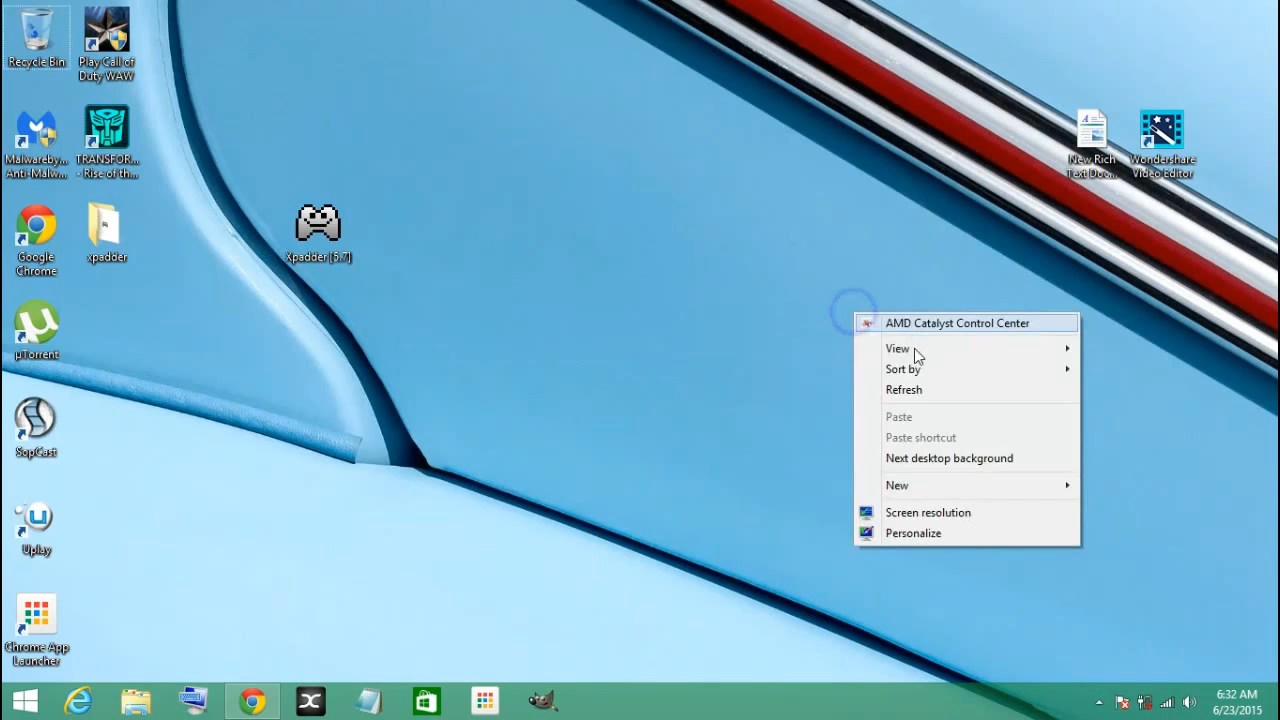 Recycle Bin
Play Call of
Duty WAW
Malwareby...
Anti-Malw...
TRANSFOR...
- Rise of th...
Google
Chrome
xpadder
µTorrent
SopCast
Uplay
Chrome App
Launcher
Xpadder [5.7]
New Rich
Text Doc...
Wondershare
Video Editor
AMD Catalyst Control Center
View
Sort by
Refresh
Paste
Paste shortcut
Next desktop background
New
Screen resolution
Personalize
6:32 AM
6/23/2015